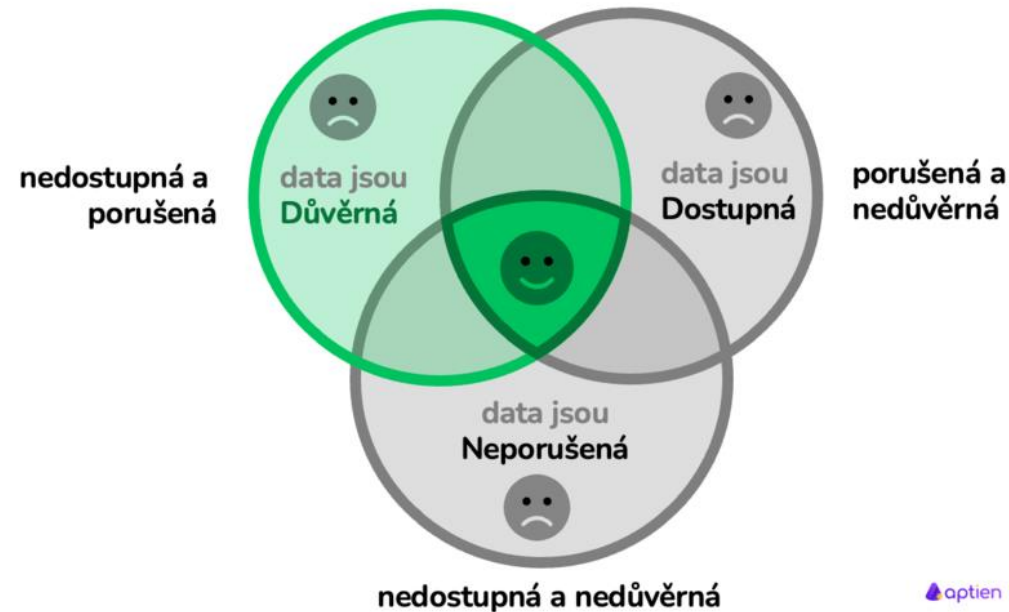 nedostupná a
porušená
data jsou
Důvěrná
data jsou
Dostupná
porušená a
nedůvěrná
data jsou
Neporušená
nedostupná a nedůvěrná
aptien